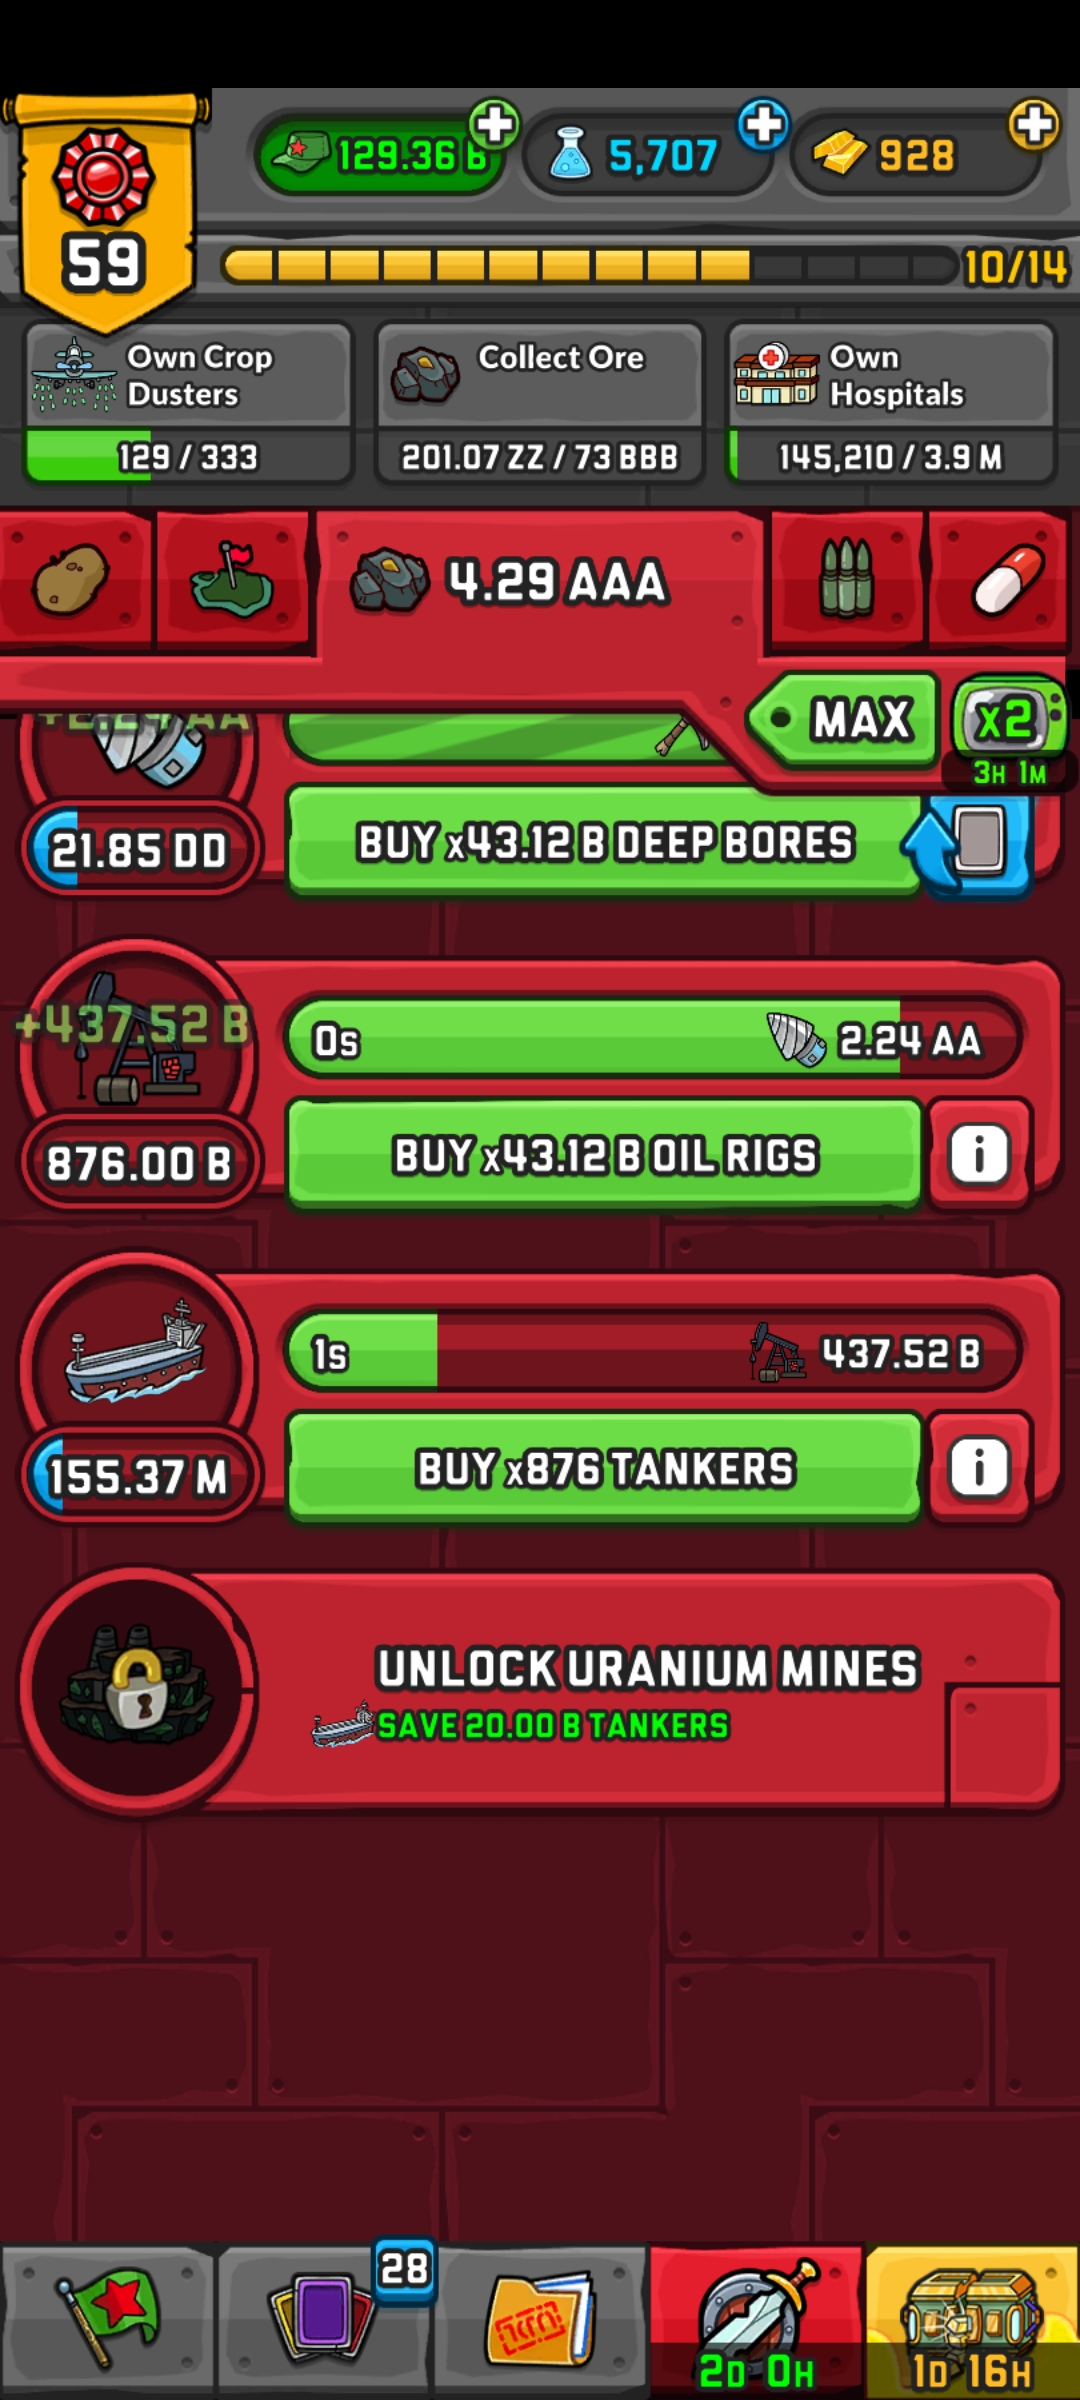 129.36 B
5,707
928
59
10/14
Own Crop
Dusters
129 / 333
Collect Ore
201.07 ZZ / 73 BBB
Own
Hospitals
145,210 / 3.9 M
4.29 AAA
MAX
x2
3H 1M
+2.24 AA
21.85 DD
BUY x43.12 B DEEP BORES
+437.52 B
0s
2.24 AA
876.00 B
BUY x43.12 B OIL RIGS
i
1s
437.52 B
155.37 M
BUY x876 TANKERS
i
UNLOCK URANIUM MINES
SAVE 20.00 B TANKERS
28
2D 0H
1D 16H